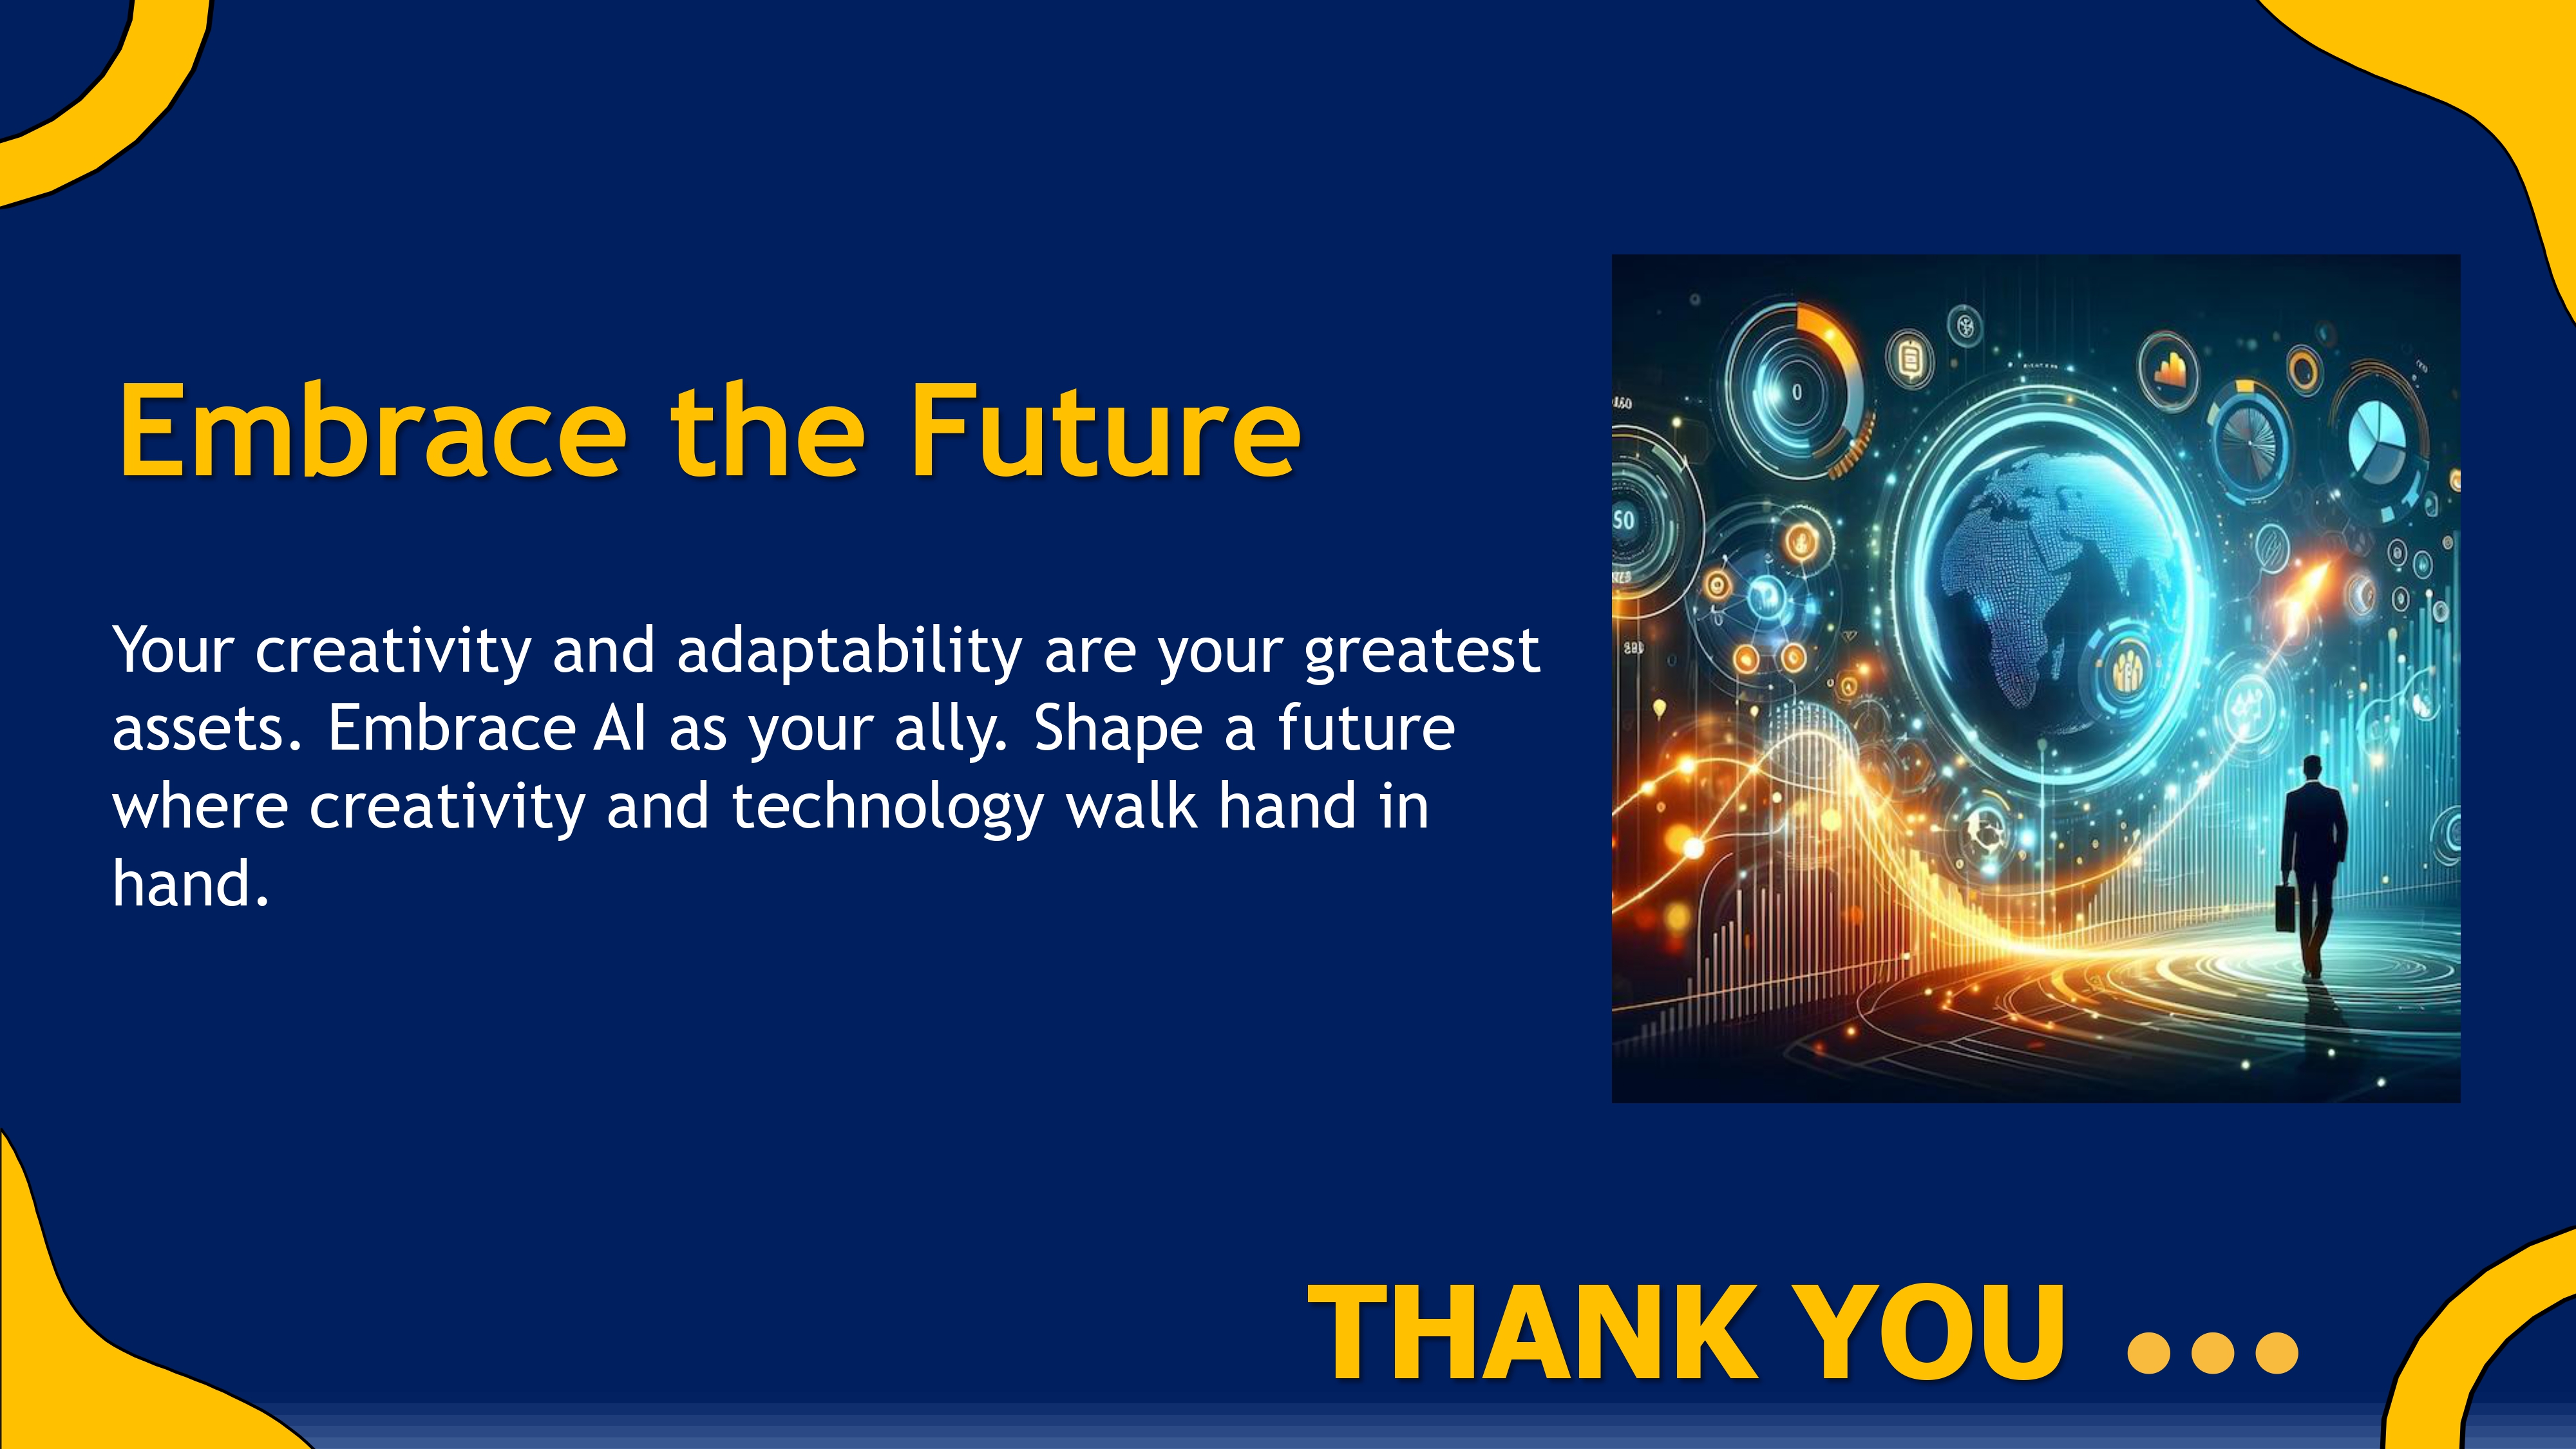 Embrace the Future
Your creativity and adaptability are your greatest
assets. Embrace AI as your ally. Shape a future
where creativity and technology walk hand in
hand.
THANK YOU ...